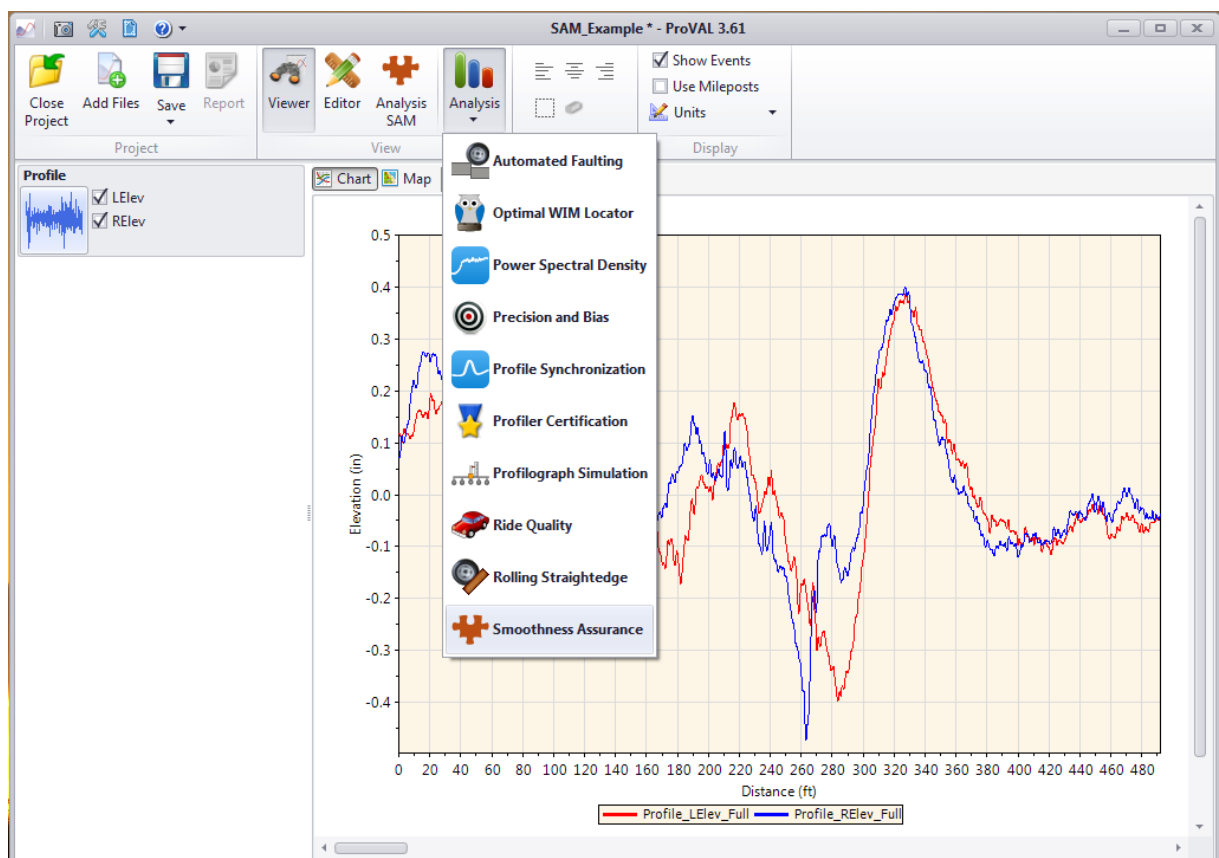 SAM_Example * - ProVAL 3.61
Close Project
Add Files
Save
Report
Project
Viewer
Editor
Analysis SAM
Analysis
View
Show Events
Use Mileposts
Units
Display
Profile
LElev
RElev
Chart
Map
Automated Faulting
Optimal WIM Locator
Power Spectral Density
Precision and Bias
Profile Synchronization
Profiler Certification
Profilograph Simulation
Ride Quality
Rolling Straightedge
Smoothness Assurance
Elevation (in)
0.5
0.4
0.3
0.2
0.1
0.0
-0.1
-0.2
-0.3
-0.4
0 20 40 60 80 100 120 140 160 180 200 220 240 260 280 300 320 340 360 380 400 420 440 460 480
Distance (ft)
Profile_LElev_Full Profile_RElev_Full